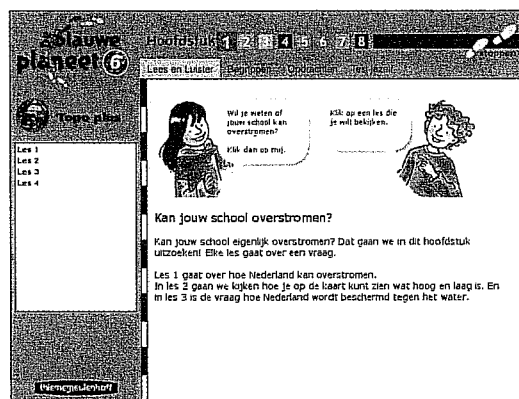 blauwe
planeet 6
Hoofdstuk 1 2 3 4 5 6 7 8
stoppen
Lees en Luister Begrippen Opdrachten
Topo plus
Les 1
Les 2
Les 3
Les 4
Wil je weten of
jouw school kan
overstromen?
Klik dan op mij.
Klik op een les die
je wilt bekijken.
Kan jouw school overstromen?
Kan jouw school eigenlijk overstromen? Dat gaan we in dit hoofdstuk
uitzoeken! Elke les gaat over een vraag.
Les 1 gaat over hoe Nederland kan overstromen.
In les 2 gaan we kijken hoe je op de kaart kunt zien wat hoog en laag is. En
in les 3 is de vraag hoe Nederland wordt beschermd tegen het water.
thiememeulenhoff